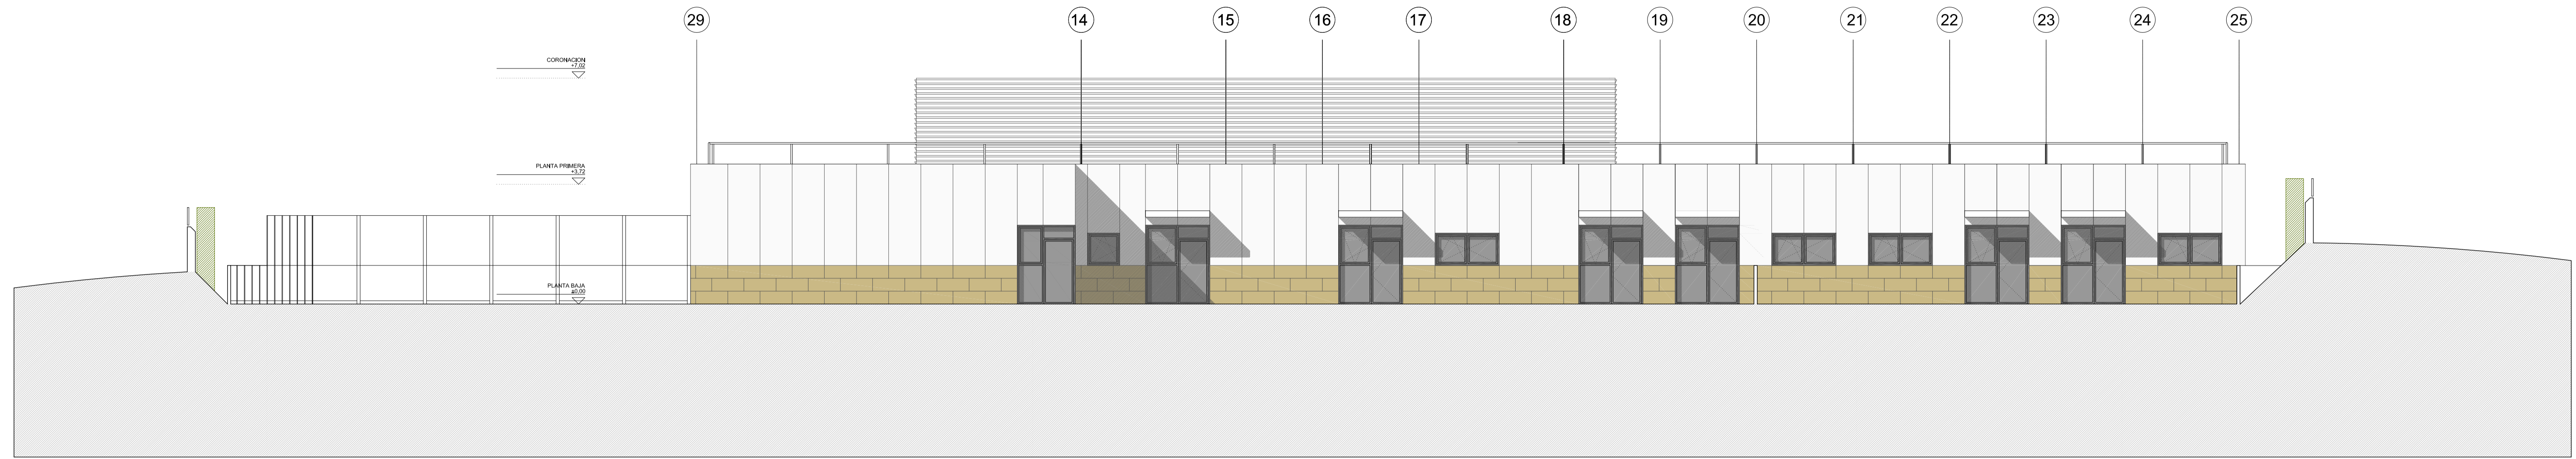 29 14 15 16 17 18 19 20 21 22 23 24 25
CORONACION
+7,02
PLANTA PRIMERA
+3,72
PLANTA BAJA
±0,00